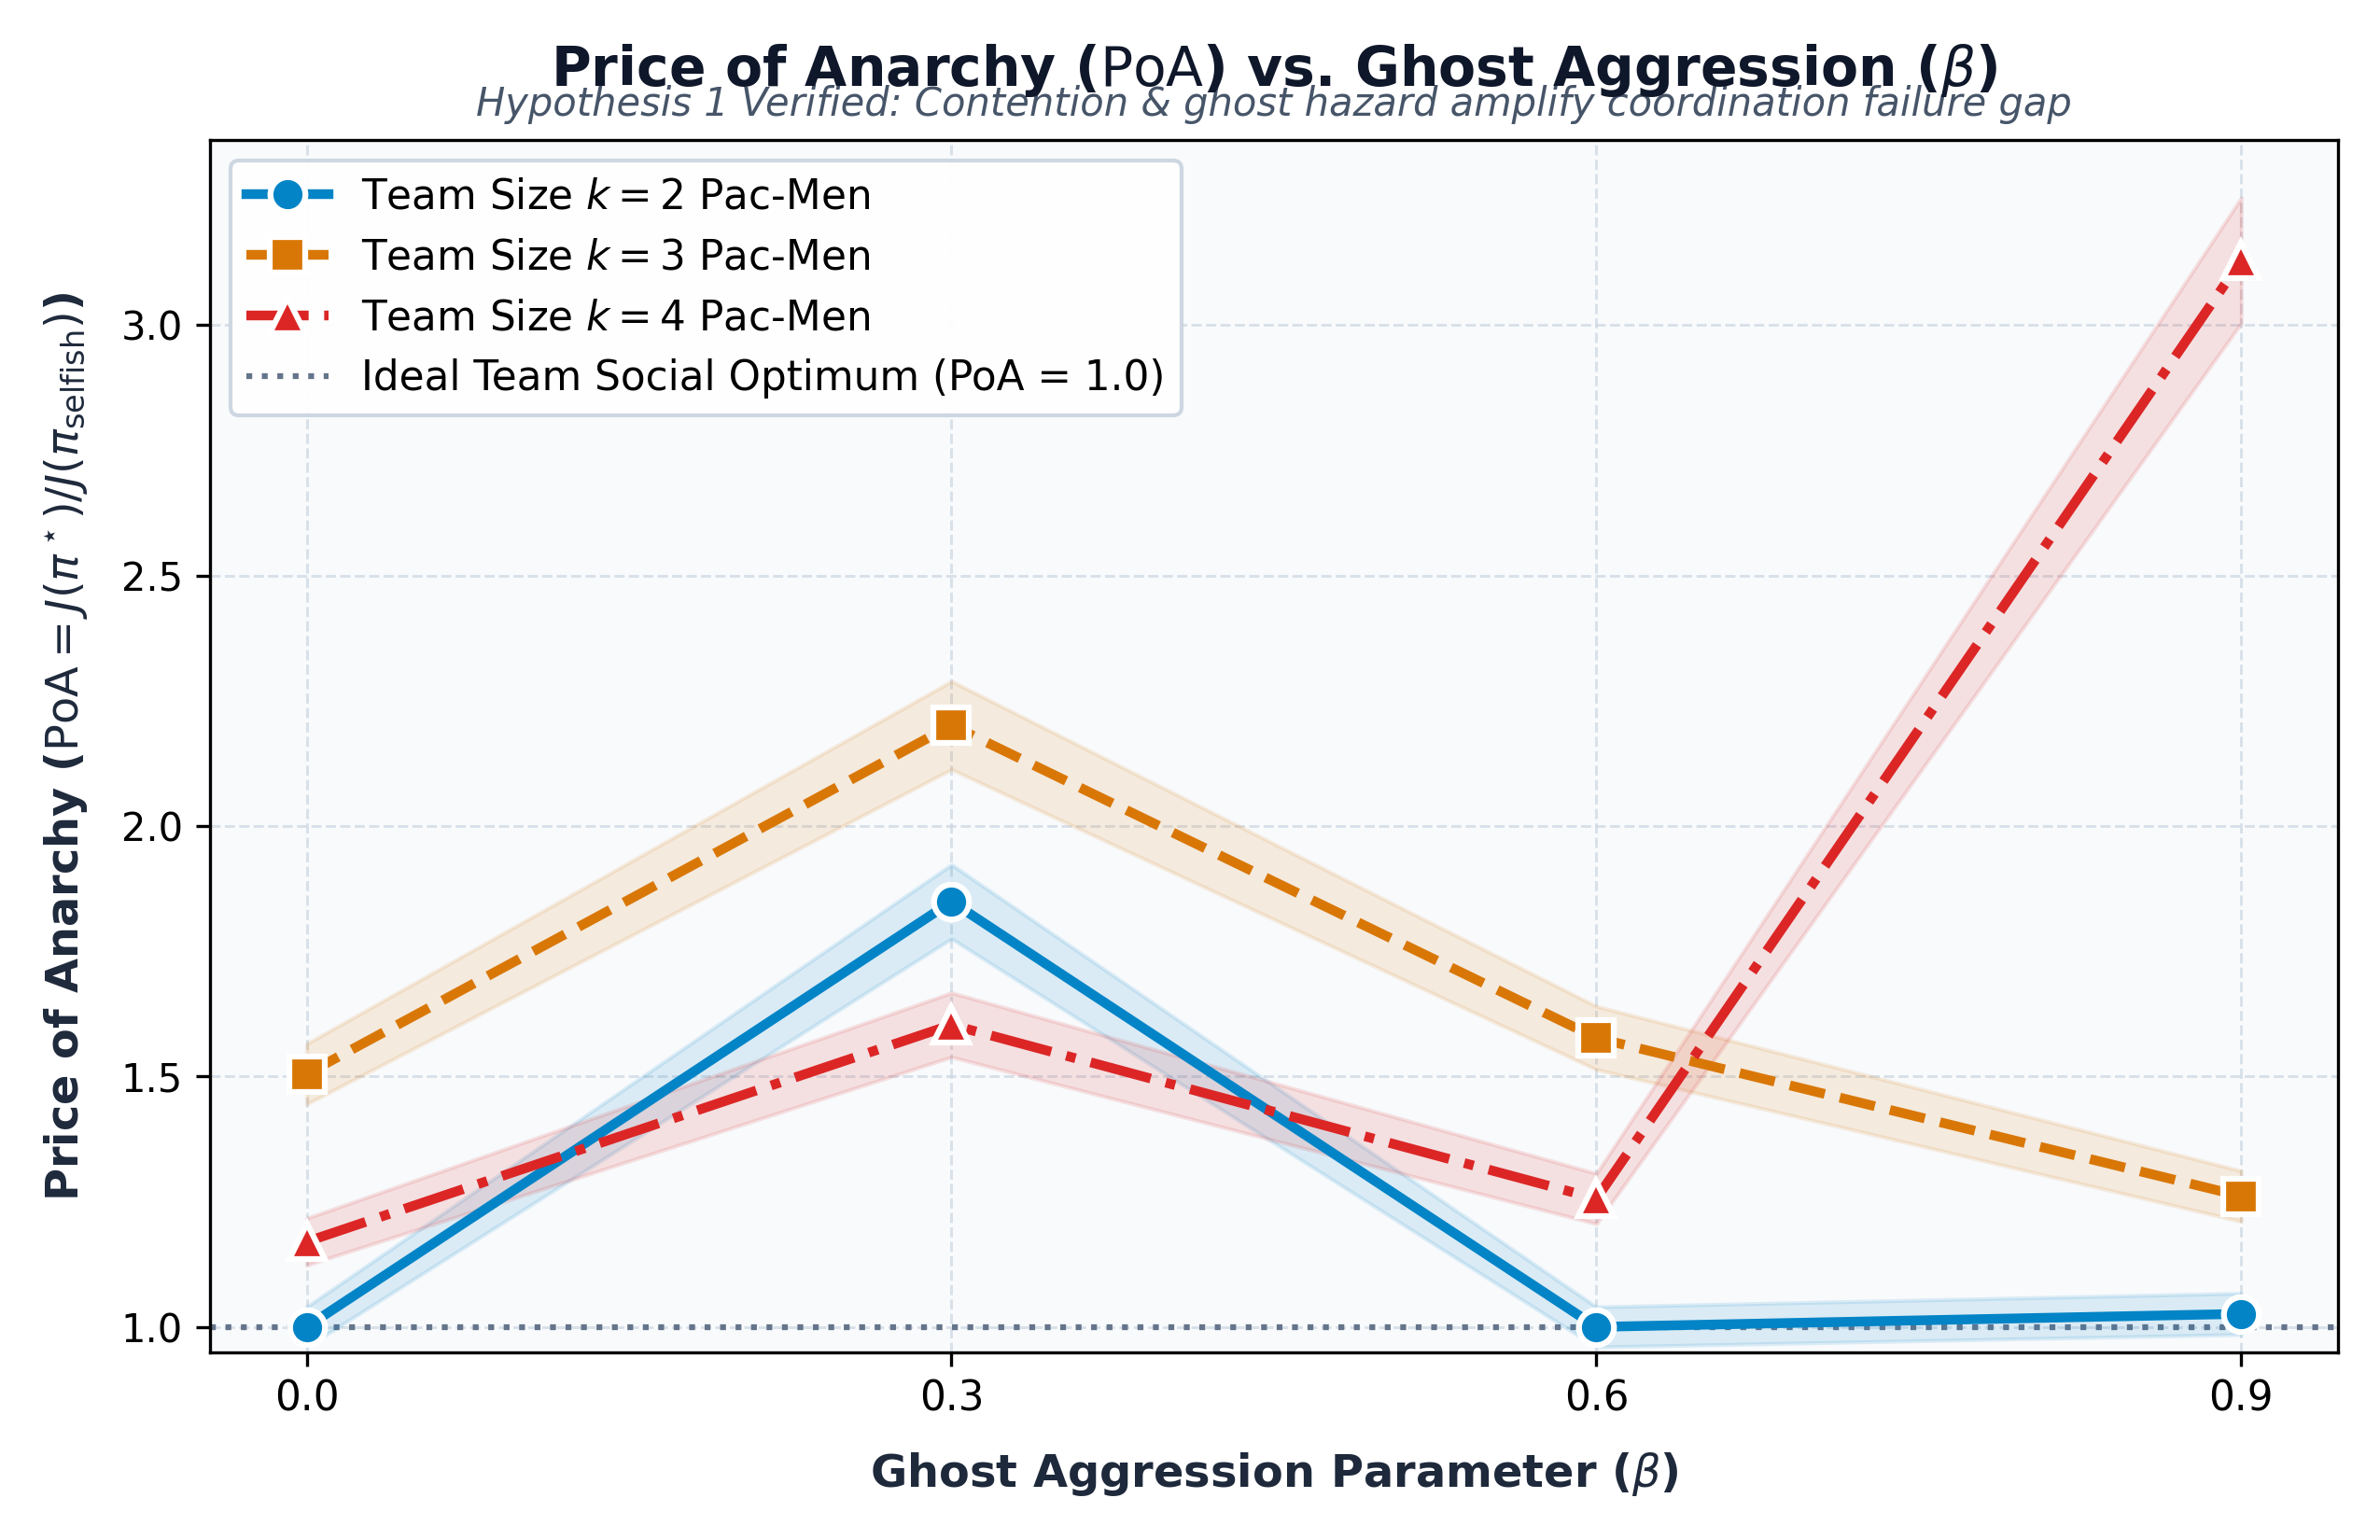 Price of Anarchy (PoA) vs. Ghost Aggression (β)
Hypothesis 1 Verified: Contention & ghost hazard amplify coordination failure gap
Team Size k = 2 Pac-Men
Team Size k = 3 Pac-Men
Team Size k = 4 Pac-Men
Ideal Team Social Optimum (PoA = 1.0)
Price of Anarchy (PoA = J(π⋆)/J(π_selfish))
3.0
2.5
2.0
1.5
1.0
0.0 0.3 0.6 0.9
Ghost Aggression Parameter (β)